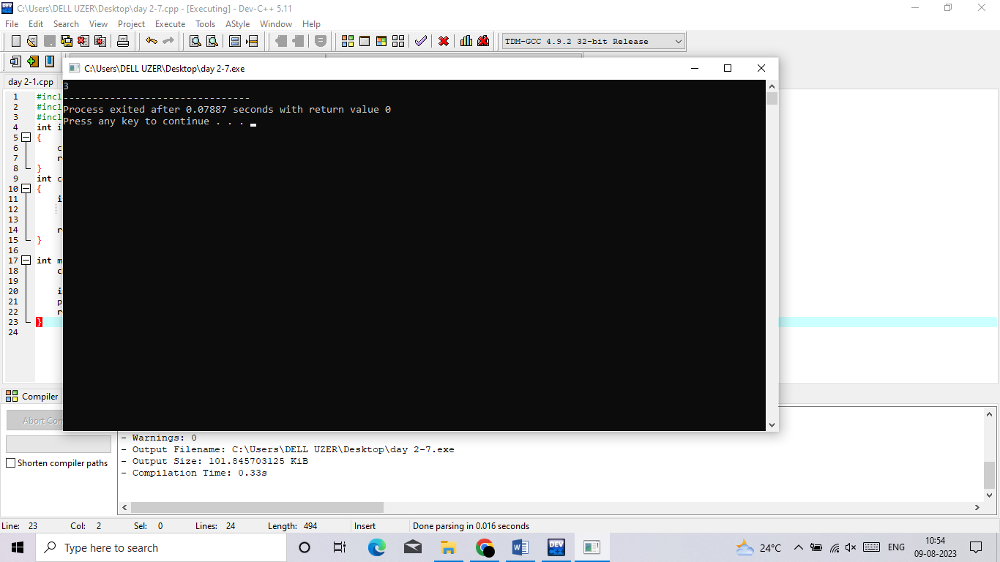 C:\Users\DELL UZER\Desktop\day 2-7.cpp - [Executing] - Dev-C++ 5.11
File Edit Search View Project Execute Tools AStyle Window Help
TDM-GCC 4.9.2 32-bit Release
C:\Users\DELL UZER\Desktop\day 2-7.exe
day 2-1.cpp
3
--------------------------------
Process exited after 0.07887 seconds with return value 0
Press any key to continue . . .
1 #incl
2 #incl
3 #incl
4 int i
5 {
6 c
7 re
8 }
9 int c
10 {
11 i
12
13
14 re
15 }
16
17 int m
18 c
19
20 in
21 p
22 re
23 }
24
Compiler
Abort Con
Shorten compiler paths
- Warnings: 0
- Output Filename: C:\Users\DELL UZER\Desktop\day 2-7.exe
- Output Size: 101.845703125 KiB
- Compilation Time: 0.33s
Line: 23 Col: 2 Sel: 0 Lines: 24 Length: 494 Insert Done parsing in 0.016 seconds
Type here to search
DEV
24°C
ENG
10:54
09-08-2023